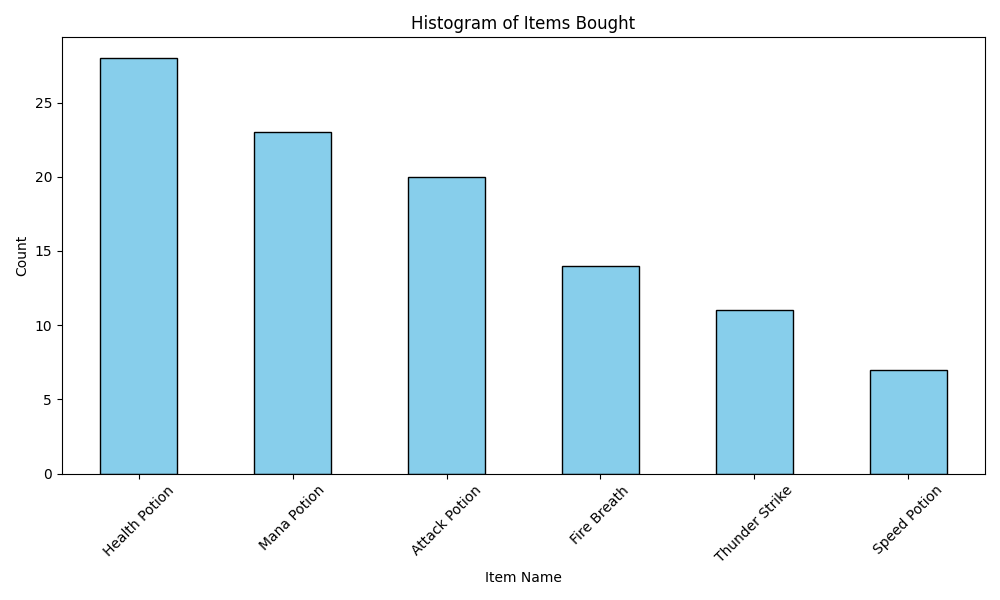 Histogram of Items Bought
Count
25
20
15
10
5
0
Health Potion
Mana Potion
Attack Potion
Fire Breath
Thunder Strike
Speed Potion
Item Name